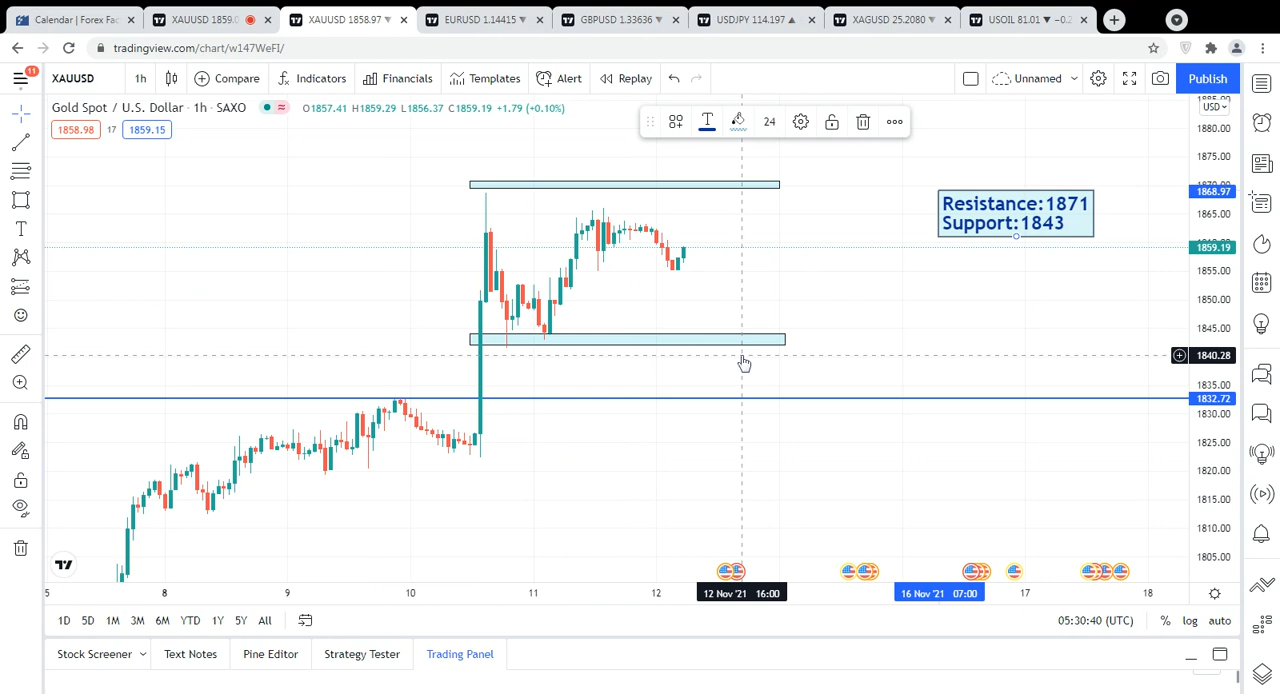 Calendar | Forex Fac
XAUUSD 1859.0
XAUUSD 1858.97 ▼
EURUSD 1.14415 ▼
GBPUSD 1.33636 ▼
USDJPY 114.197 ▲
XAGUSD 25.2080 ▼
USOIL 81.01 ▼ −0.2
tradingview.com/chart/w147WeFI/
11
XAUUSD
1h
Compare
Indicators
Financials
Templates
Alert
Replay
Unnamed
Publish
Gold Spot / U.S. Dollar · 1h · SAXO
O1857.41 H1859.29 L1856.37 C1859.19 +1.79 (+0.10%)
1858.98
17
1859.15
24
USD
1885.00
1880.00
1875.00
1868.97
1865.00
1859.19
1855.00
1850.00
1845.00
1840.28
1835.00
1832.72
1830.00
1825.00
1820.00
1815.00
1810.00
1805.00
Resistance:1871
Support:1843
5
8
9
10
11
12
12 Nov '21 16:00
16 Nov '21 07:00
17
18
1D
5D
1M
3M
6M
YTD
1Y
5Y
All
05:30:40 (UTC)
%
log
auto
Stock Screener
Text Notes
Pine Editor
Strategy Tester
Trading Panel